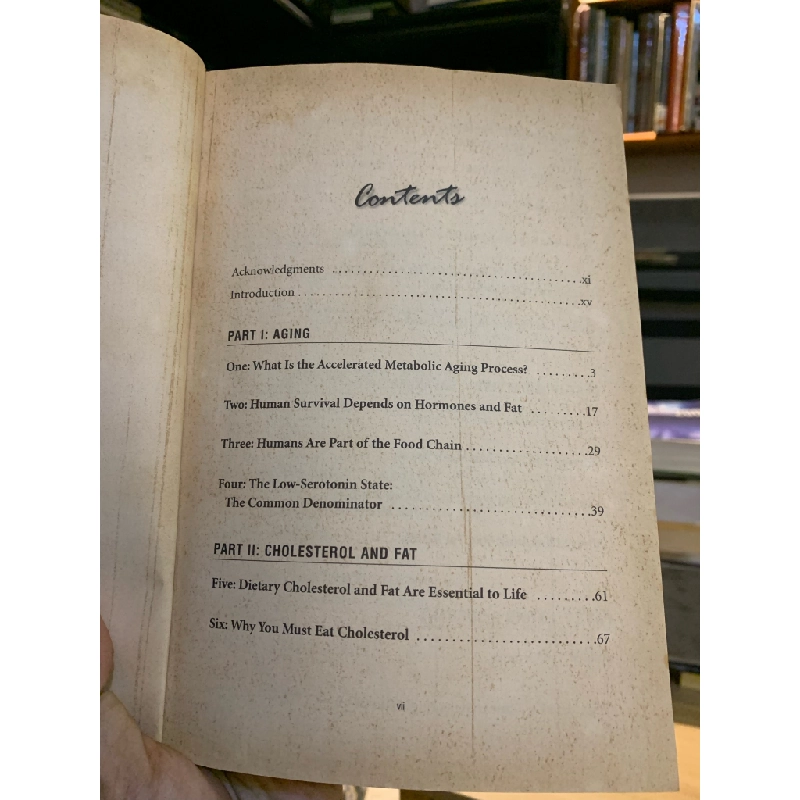 Contents
Acknowledgments ............................................xi
Introduction ................................................xv
PART I: AGING
One: What Is the Accelerated Metabolic Aging Process? .........3
Two: Human Survival Depends on Hormones and Fat .........17
Three: Humans Are Part of the Food Chain ..................29
Four: The Low-Serotonin State:
The Common Denominator ..............................39
PART II: CHOLESTEROL AND FAT
Five: Dietary Cholesterol and Fat Are Essential to Life .........61
Six: Why You Must Eat Cholesterol ..........................67
vii